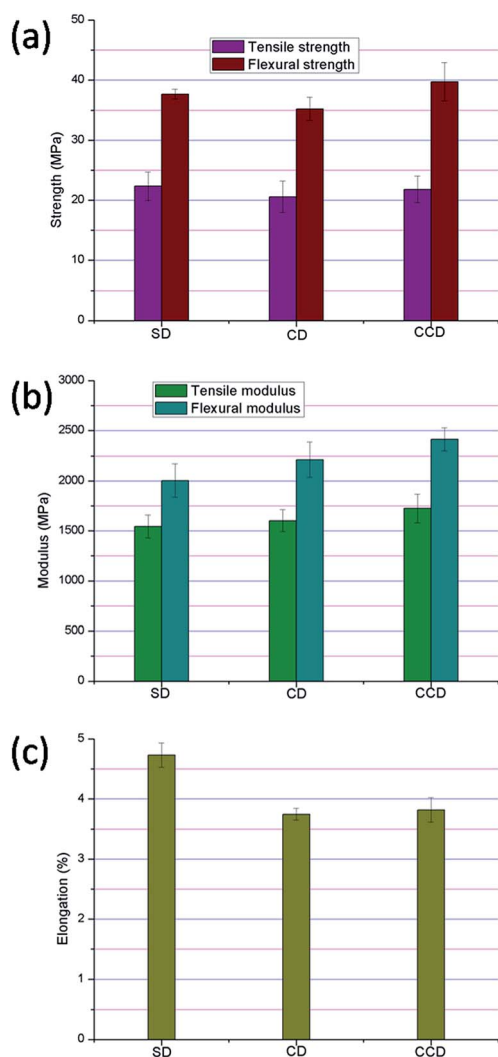 (a)
50
40
30
20
10
0
Strength (MPa)
Tensile strength
Flexural strength
SD CD CCD
(b)
3000
2500
2000
1500
1000
500
0
Modulus (MPa)
Tensile modulus
Flexural modulus
SD CD CCD
(c)
5
4
3
2
1
0
Elongation (%)
SD CD CCD